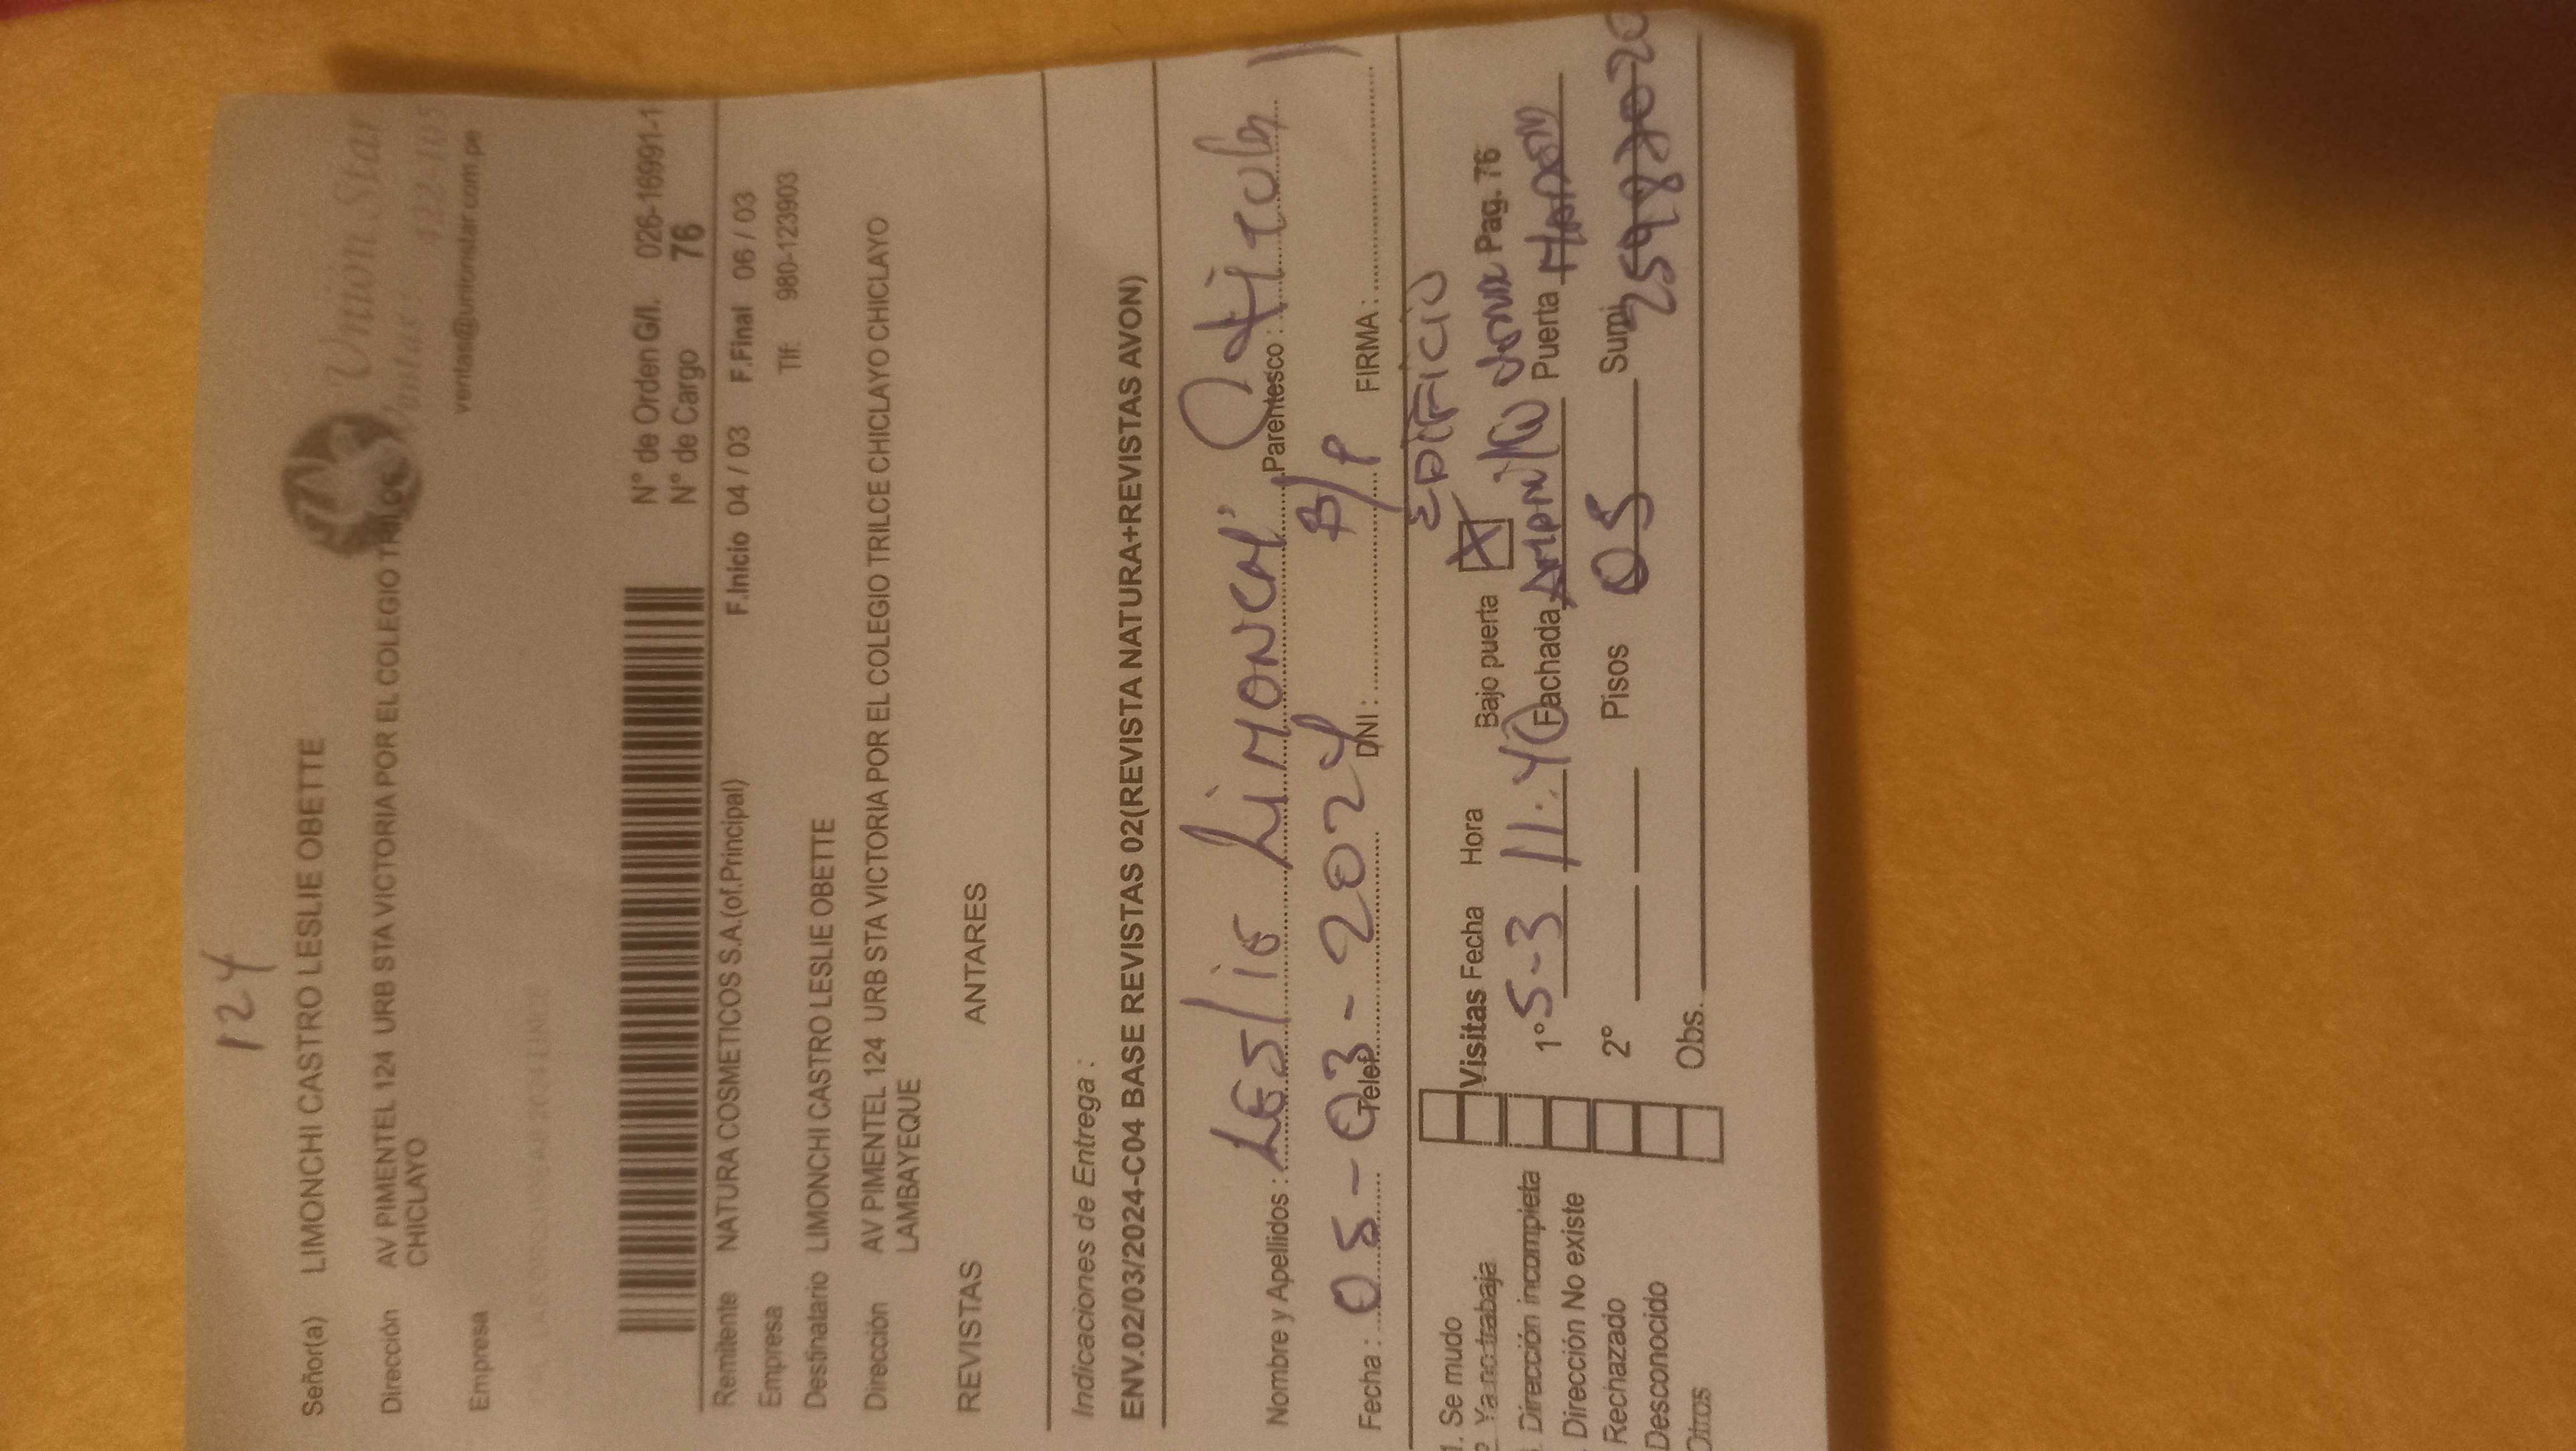 124
Unión Star
Ventas:
ventas@unionstar.com.pe
Señor(a) LIMONCHI CASTRO LESLIE OBETTE
Dirección AV PIMENTEL 124 URB STA VICTORIA POR EL COLEGIO
CHICLAYO
Empresa
N° de Orden G/I. 026-16991-1
N° de Cargo 76
Remitente NATURA COSMETICOS S.A.(of.Principal) F.Inicio 04 / 03 F.Final 06 / 03
Empresa Tlf: 980-123903
Destinatario LIMONCHI CASTRO LESLIE OBETTE
Dirección AV PIMENTEL 124 URB STA VICTORIA POR EL COLEGIO TRILCE CHICLAYO CHICLAYO
LAMBAYEQUE
REVISTAS ANTARES
Indicaciones de Entrega :
ENV.02/03/2024-C04 BASE REVISTAS 02(REVISTA NATURA+REVISTAS AVON)
Nombre y Apellidos : Leslie Limonchi Parentesco : Titular
B/P
Fecha : 05-03-2024 Telef DNI : FIRMA :
EDIFICIO
1. Se mudo Visitas Fecha Hora Bajo puerta X Pag. 76
Ya no trabaja
Dirección incompleta 1° 5-3 11:40 Fachada Puerta
Dirección No existe
Rechazado 2° Pisos 05 Sumi
Desconocido
Otros Obs.